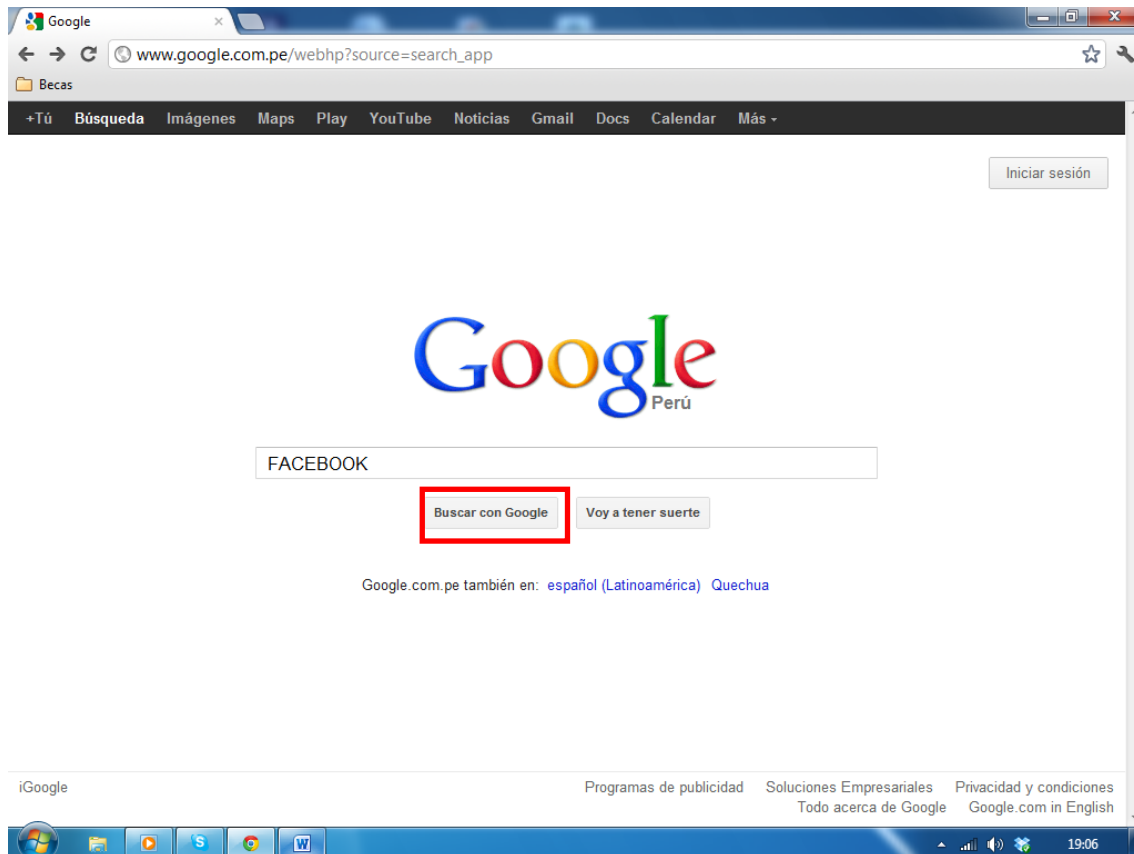 Google
www.google.com.pe/webhp?source=search_app
Becas
+Tú Búsqueda Imágenes Maps Play YouTube Noticias Gmail Docs Calendar Más
Iniciar sesión
Google
Perú
FACEBOOK
Buscar con Google Voy a tener suerte
Google.com.pe también en: español (Latinoamérica) Quechua
iGoogle Programas de publicidad Soluciones Empresariales Privacidad y condiciones
Todo acerca de Google Google.com in English
19:06